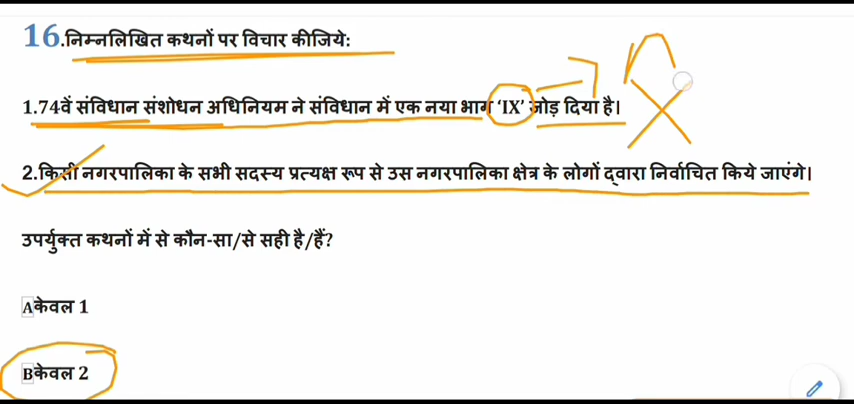 16.निम्नलिखित कथनों पर विचार कीजिये:
1.74वें संविधान संशोधन अधिनियम ने संविधान में एक नया भाग 'IX' जोड़ दिया है।
2.किसी नगरपालिका के सभी सदस्य प्रत्यक्ष रूप से उस नगरपालिका क्षेत्र के लोगों द्वारा निर्वाचित किये जाएंगे।
उपर्युक्त कथनों में से कौन-सा/से सही है/हैं?
Aकेवल 1
Bकेवल 2